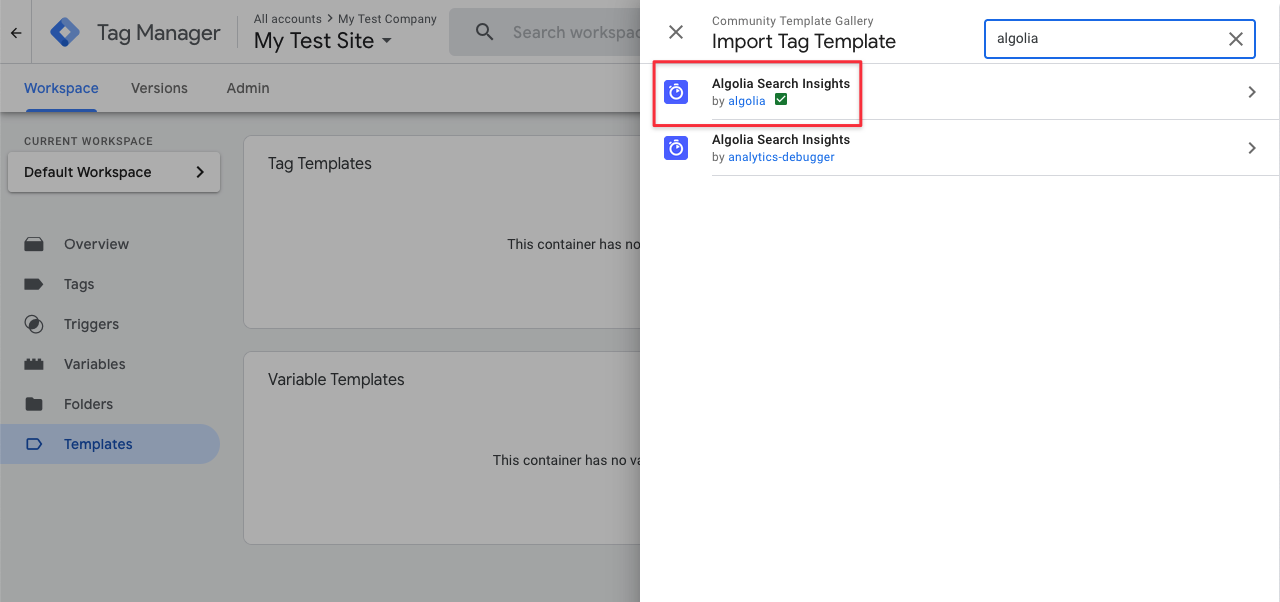 Tag Manager
All accounts > My Test Company
My Test Site
Search workspac
Community Template Gallery
Import Tag Template
algolia
Workspace
Versions
Admin
Algolia Search Insights
by algolia
Algolia Search Insights
by analytics-debugger
CURRENT WORKSPACE
Default Workspace
Overview
Tags
Triggers
Variables
Folders
Templates
Tag Templates
This container has no
Variable Templates
This container has no va